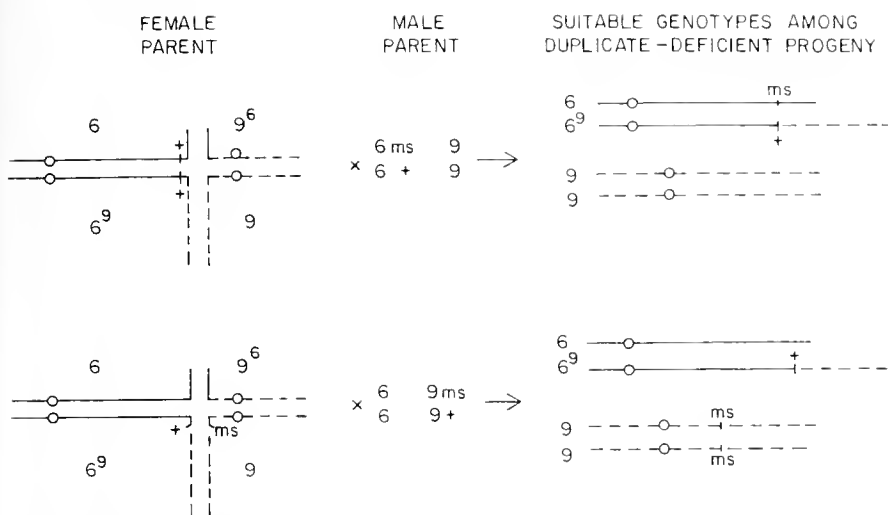 FEMALE PARENT
MALE PARENT
SUITABLE GENOTYPES AMONG
DUPLICATE-DEFICIENT PROGENY
6 9⁶
+
+
6⁹ 9
× 6 ms 9
6 + 9
ms
6
6⁹
+
9
9
6 9⁶
+ ms
6⁹ 9
× 6 9 ms
6 9 +
6
+
6⁹
ms
9
9
ms